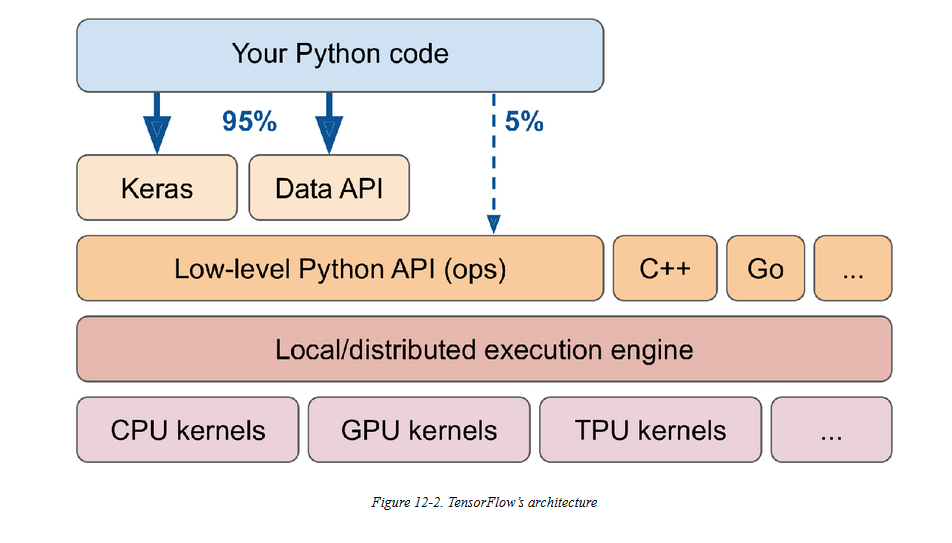 Your Python code
95%
5%
Keras
Data API
Low-level Python API (ops)
C++
Go
...
Local/distributed execution engine
CPU kernels
GPU kernels
TPU kernels
...
Figure 12-2. TensorFlow’s architecture